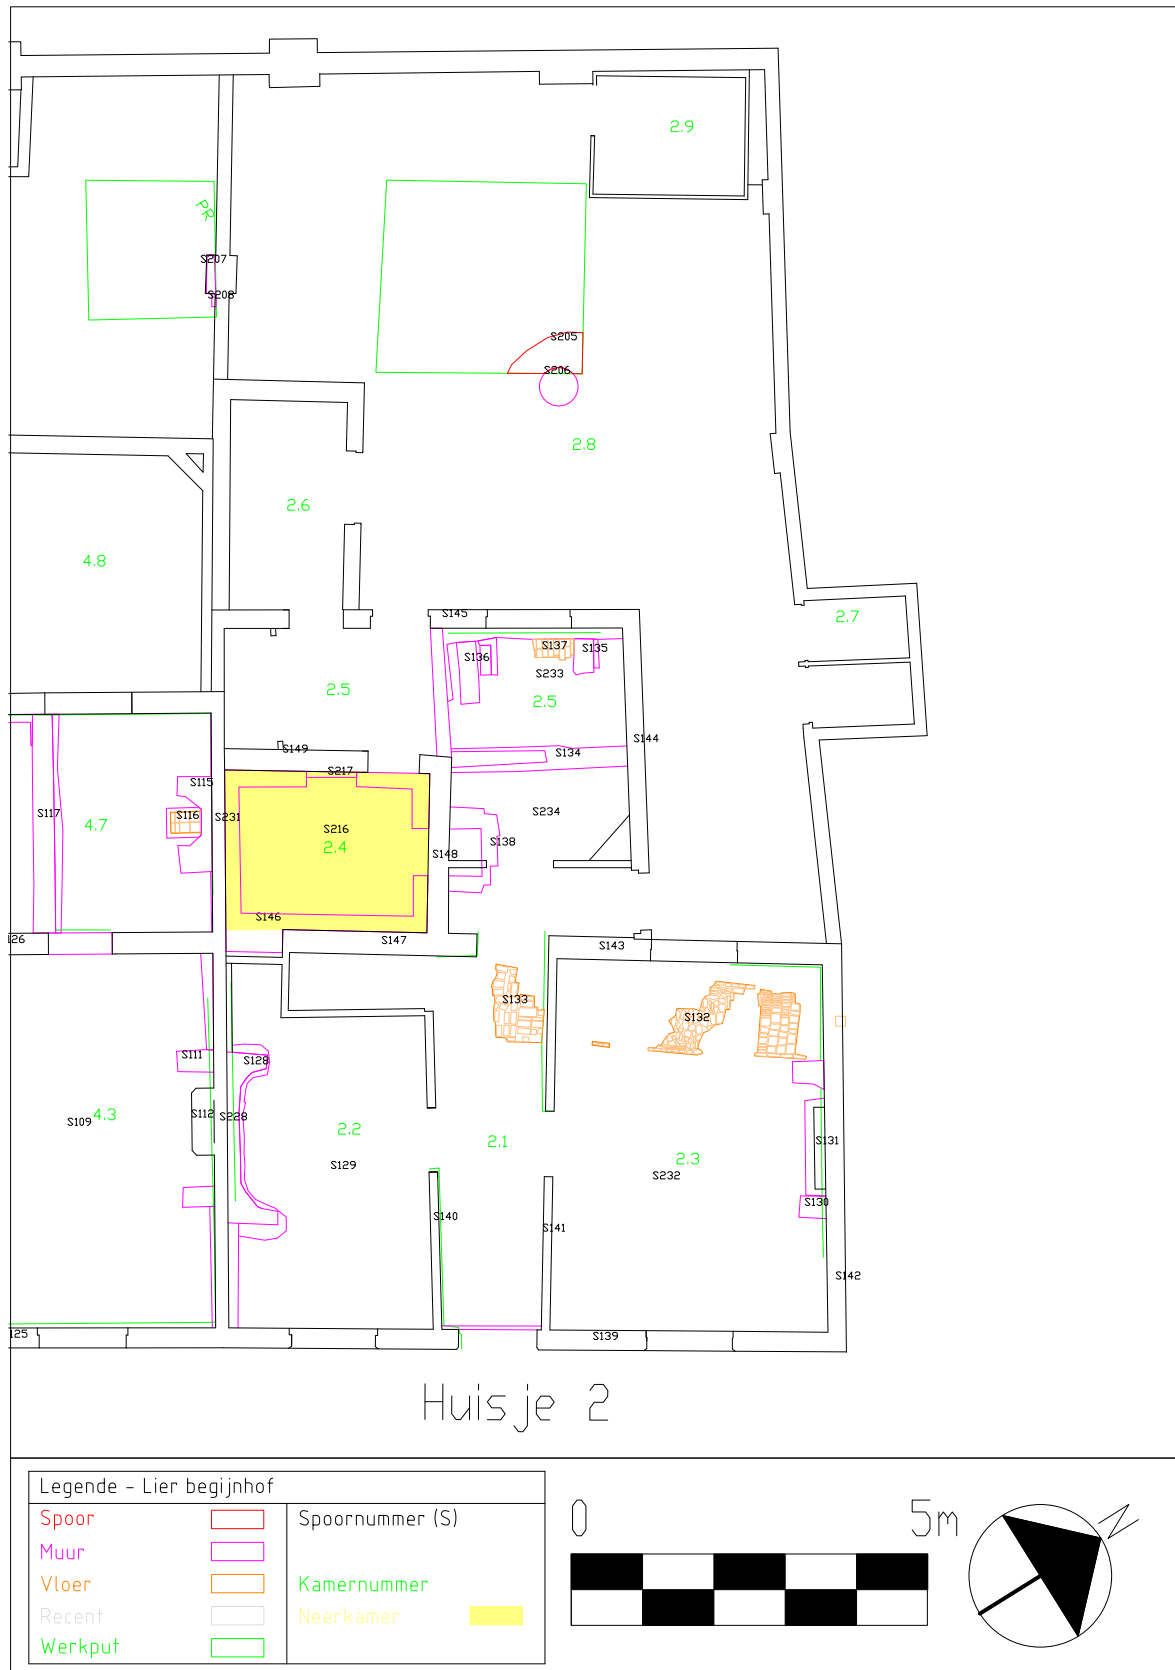 2.9
PR
S207
S208
S205
S206
2.8
2.6
4.8
2.7
S145
S137
S135
S136
S233
2.5
2.5
S144
S149
S134
S217
S115
S117
S116
S231
4.7
S234
S216
2.4
S138
S148
S146
126
S147
S143
S133
S132
S111
S128
S112
S228
4.3
S109
2.2
2.1
S131
2.3
S129
S232
S130
S140
S141
S142
125
S139
Huisje 2
Legende - Lier begijnhof
Spoor
Spoornummer (S)
Muur
Vloer
Kamernummer
Recent
Neerkamer
Werkput
0
5m
N